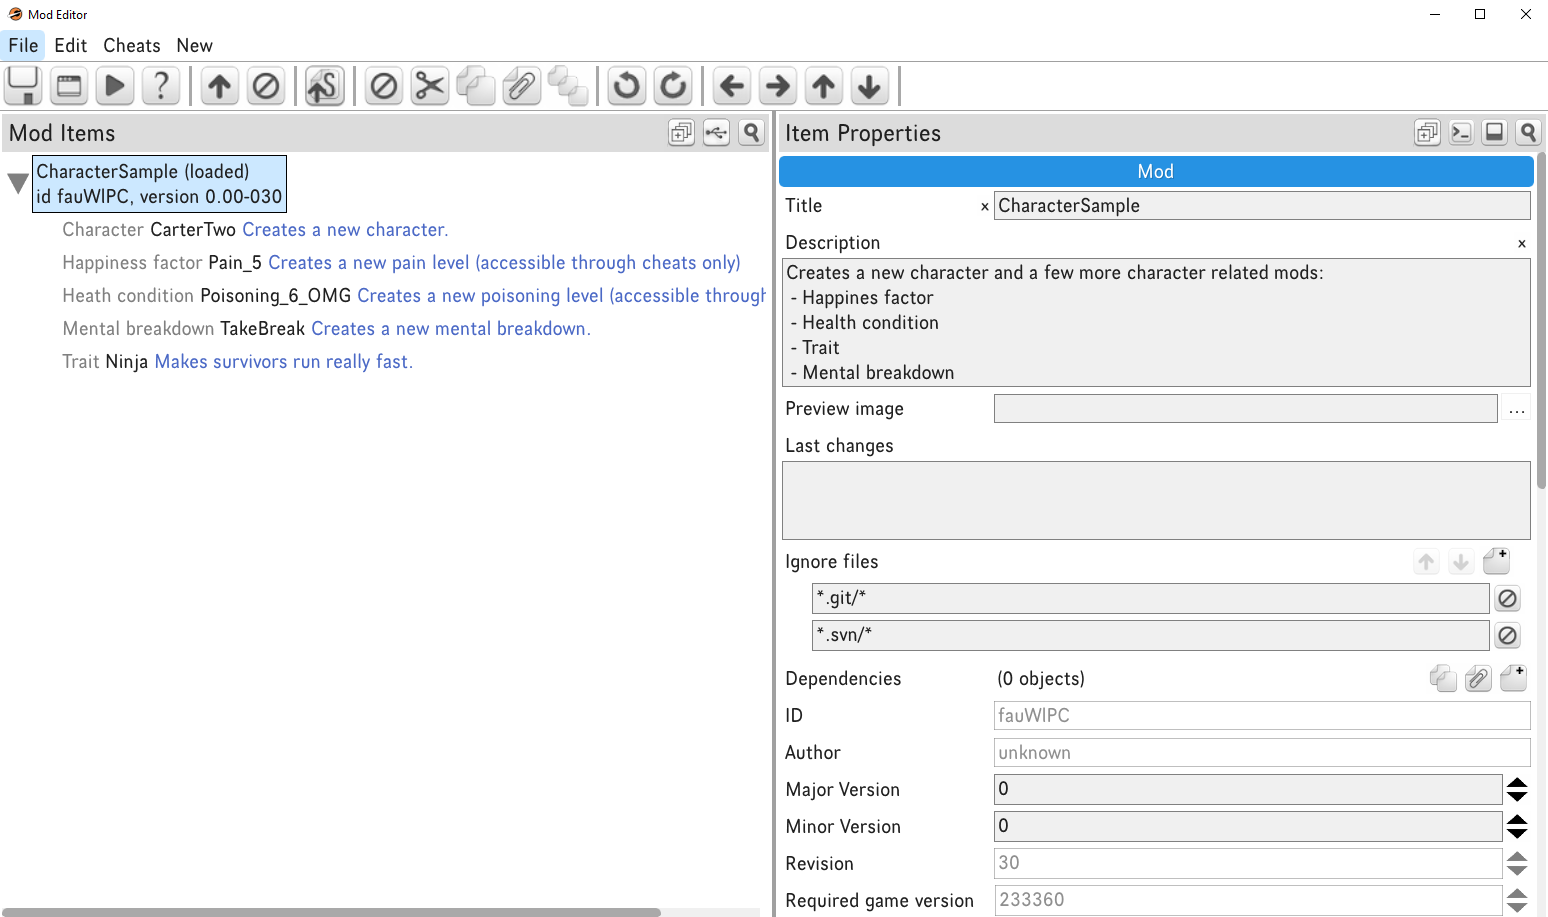 Mod Editor
File Edit Cheats New
Mod Items
CharacterSample (loaded)
id fauWlPC, version 0.00-030
Character CarterTwo Creates a new character.
Happiness factor Pain_5 Creates a new pain level (accessible through cheats only)
Heath condition Poisoning_6_OMG Creates a new poisoning level (accessible through
Mental breakdown TakeBreak Creates a new mental breakdown.
Trait Ninja Makes survivors run really fast.
Item Properties
Mod
Title × CharacterSample
Description ×
Creates a new character and a few more character related mods:
- Happines factor
- Health condition
- Trait
- Mental breakdown
Preview image ...
Last changes
Ignore files
*.git/*
*.svn/*
Dependencies (0 objects)
ID fauWlPC
Author unknown
Major Version 0
Minor Version 0
Revision 30
Required game version 233360